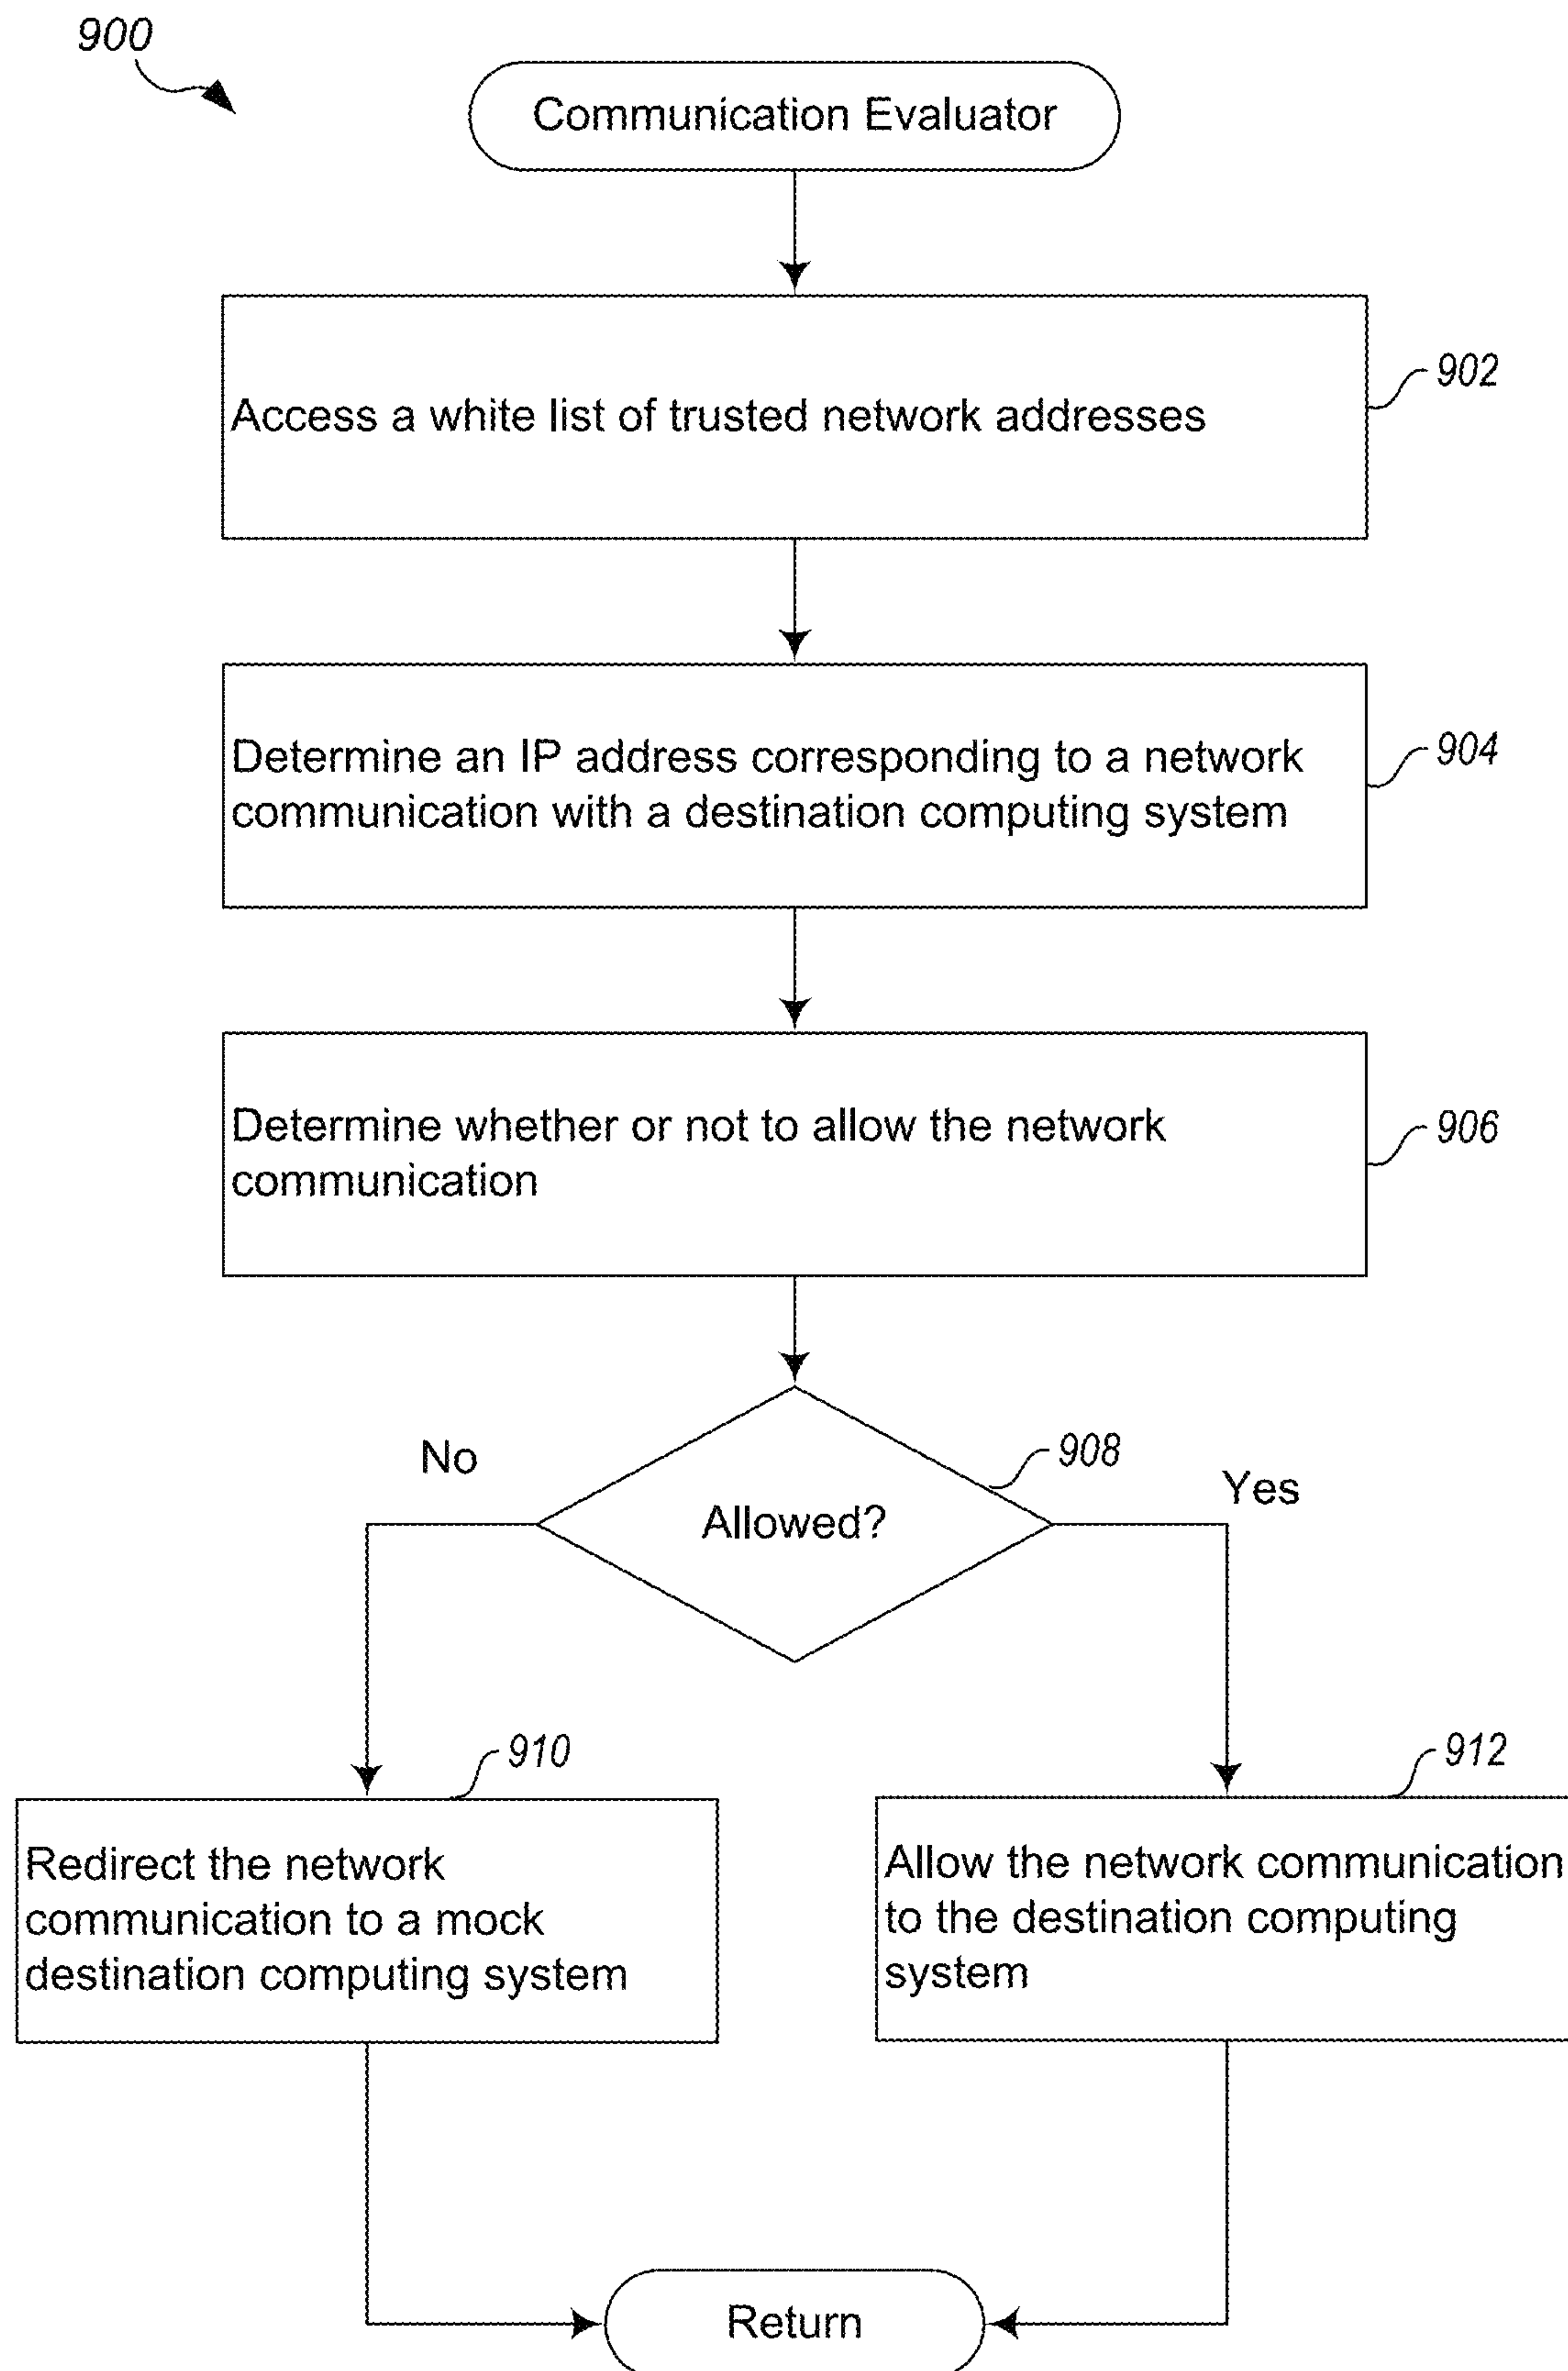 900
Communication Evaluator
Access a white list of trusted network addresses
902
Determine an IP address corresponding to a network
communication with a destination computing system
904
Determine whether or not to allow the network
communication
906
No
Allowed?
908
Yes
910
Redirect the network
communication to a mock
destination computing system
912
Allow the network communication
to the destination computing
system
Return